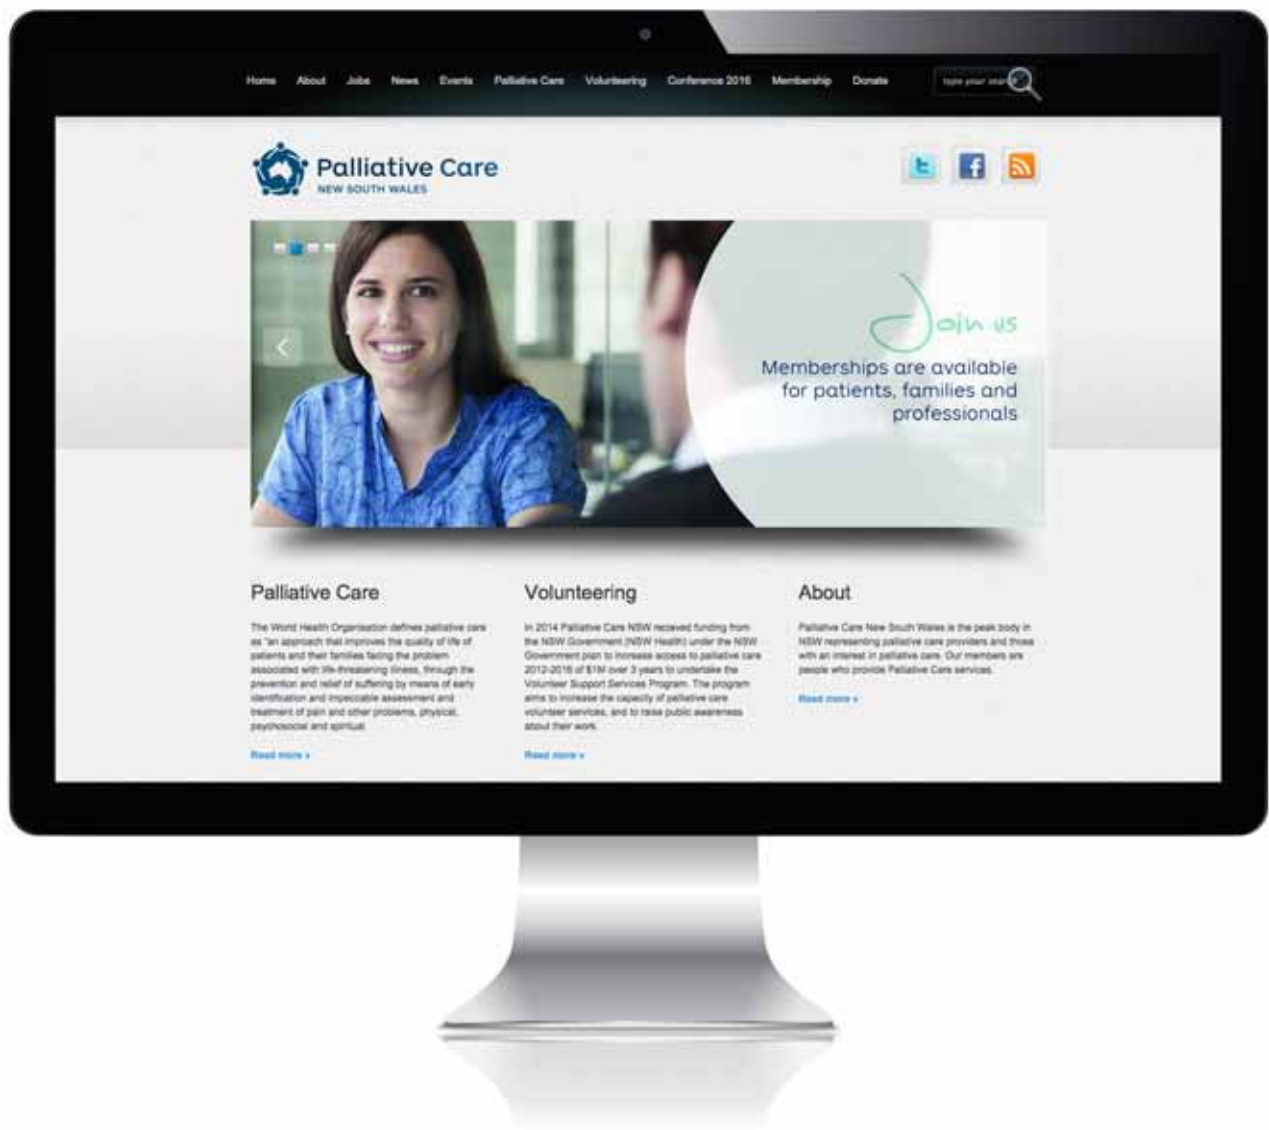 Home About Jobs News Events Palliative Care Volunteering Conference 2016 Membership Donate type your search
Palliative Care
NEW SOUTH WALES
Join us
Memberships are available
for patients, families and
professionals
Palliative Care
The World Health Organisation defines palliative care
as "an approach that improves the quality of life of
patients and their families facing the problem
associated with life-threatening illness, through the
prevention and relief of suffering by means of early
identification and impeccable assessment and
treatment of pain and other problems, physical,
psychosocial and spiritual.
Read more »
Volunteering
In 2014 Palliative Care NSW recieved funding from
the NSW Government (NSW Health) under the NSW
Government plan to increase access to palliative care
2012-2016 of $1M over 3 years to undertake the
Volunteer Support Services Program. The program
aims to increase the capacity of palliative care
volunteer services, and to raise public awareness
about their work.
Read more »
About
Palliative Care New South Wales is the peak body in
NSW representing palliative care providers and those
with an interest in palliative care. Our members are
people who provide Palliative Care services.
Read more »